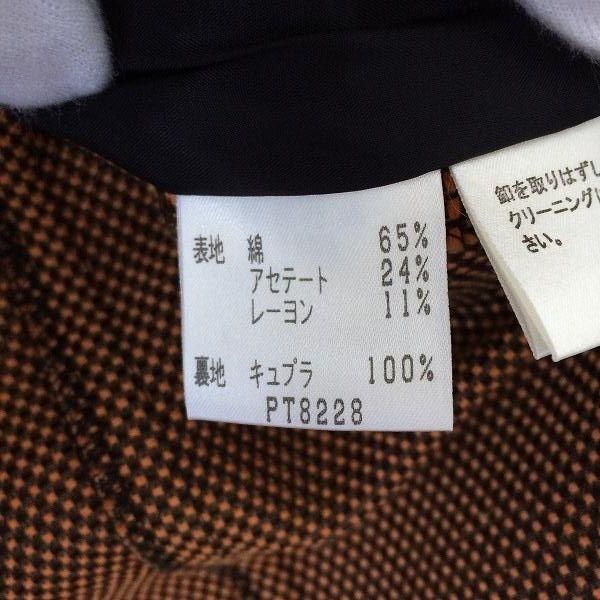 表地 綿 65%
アセテート 24%
レーヨン 11%
裏地 キュプラ 100%
PT8228
釦を取りはずし
クリーニング
さい。